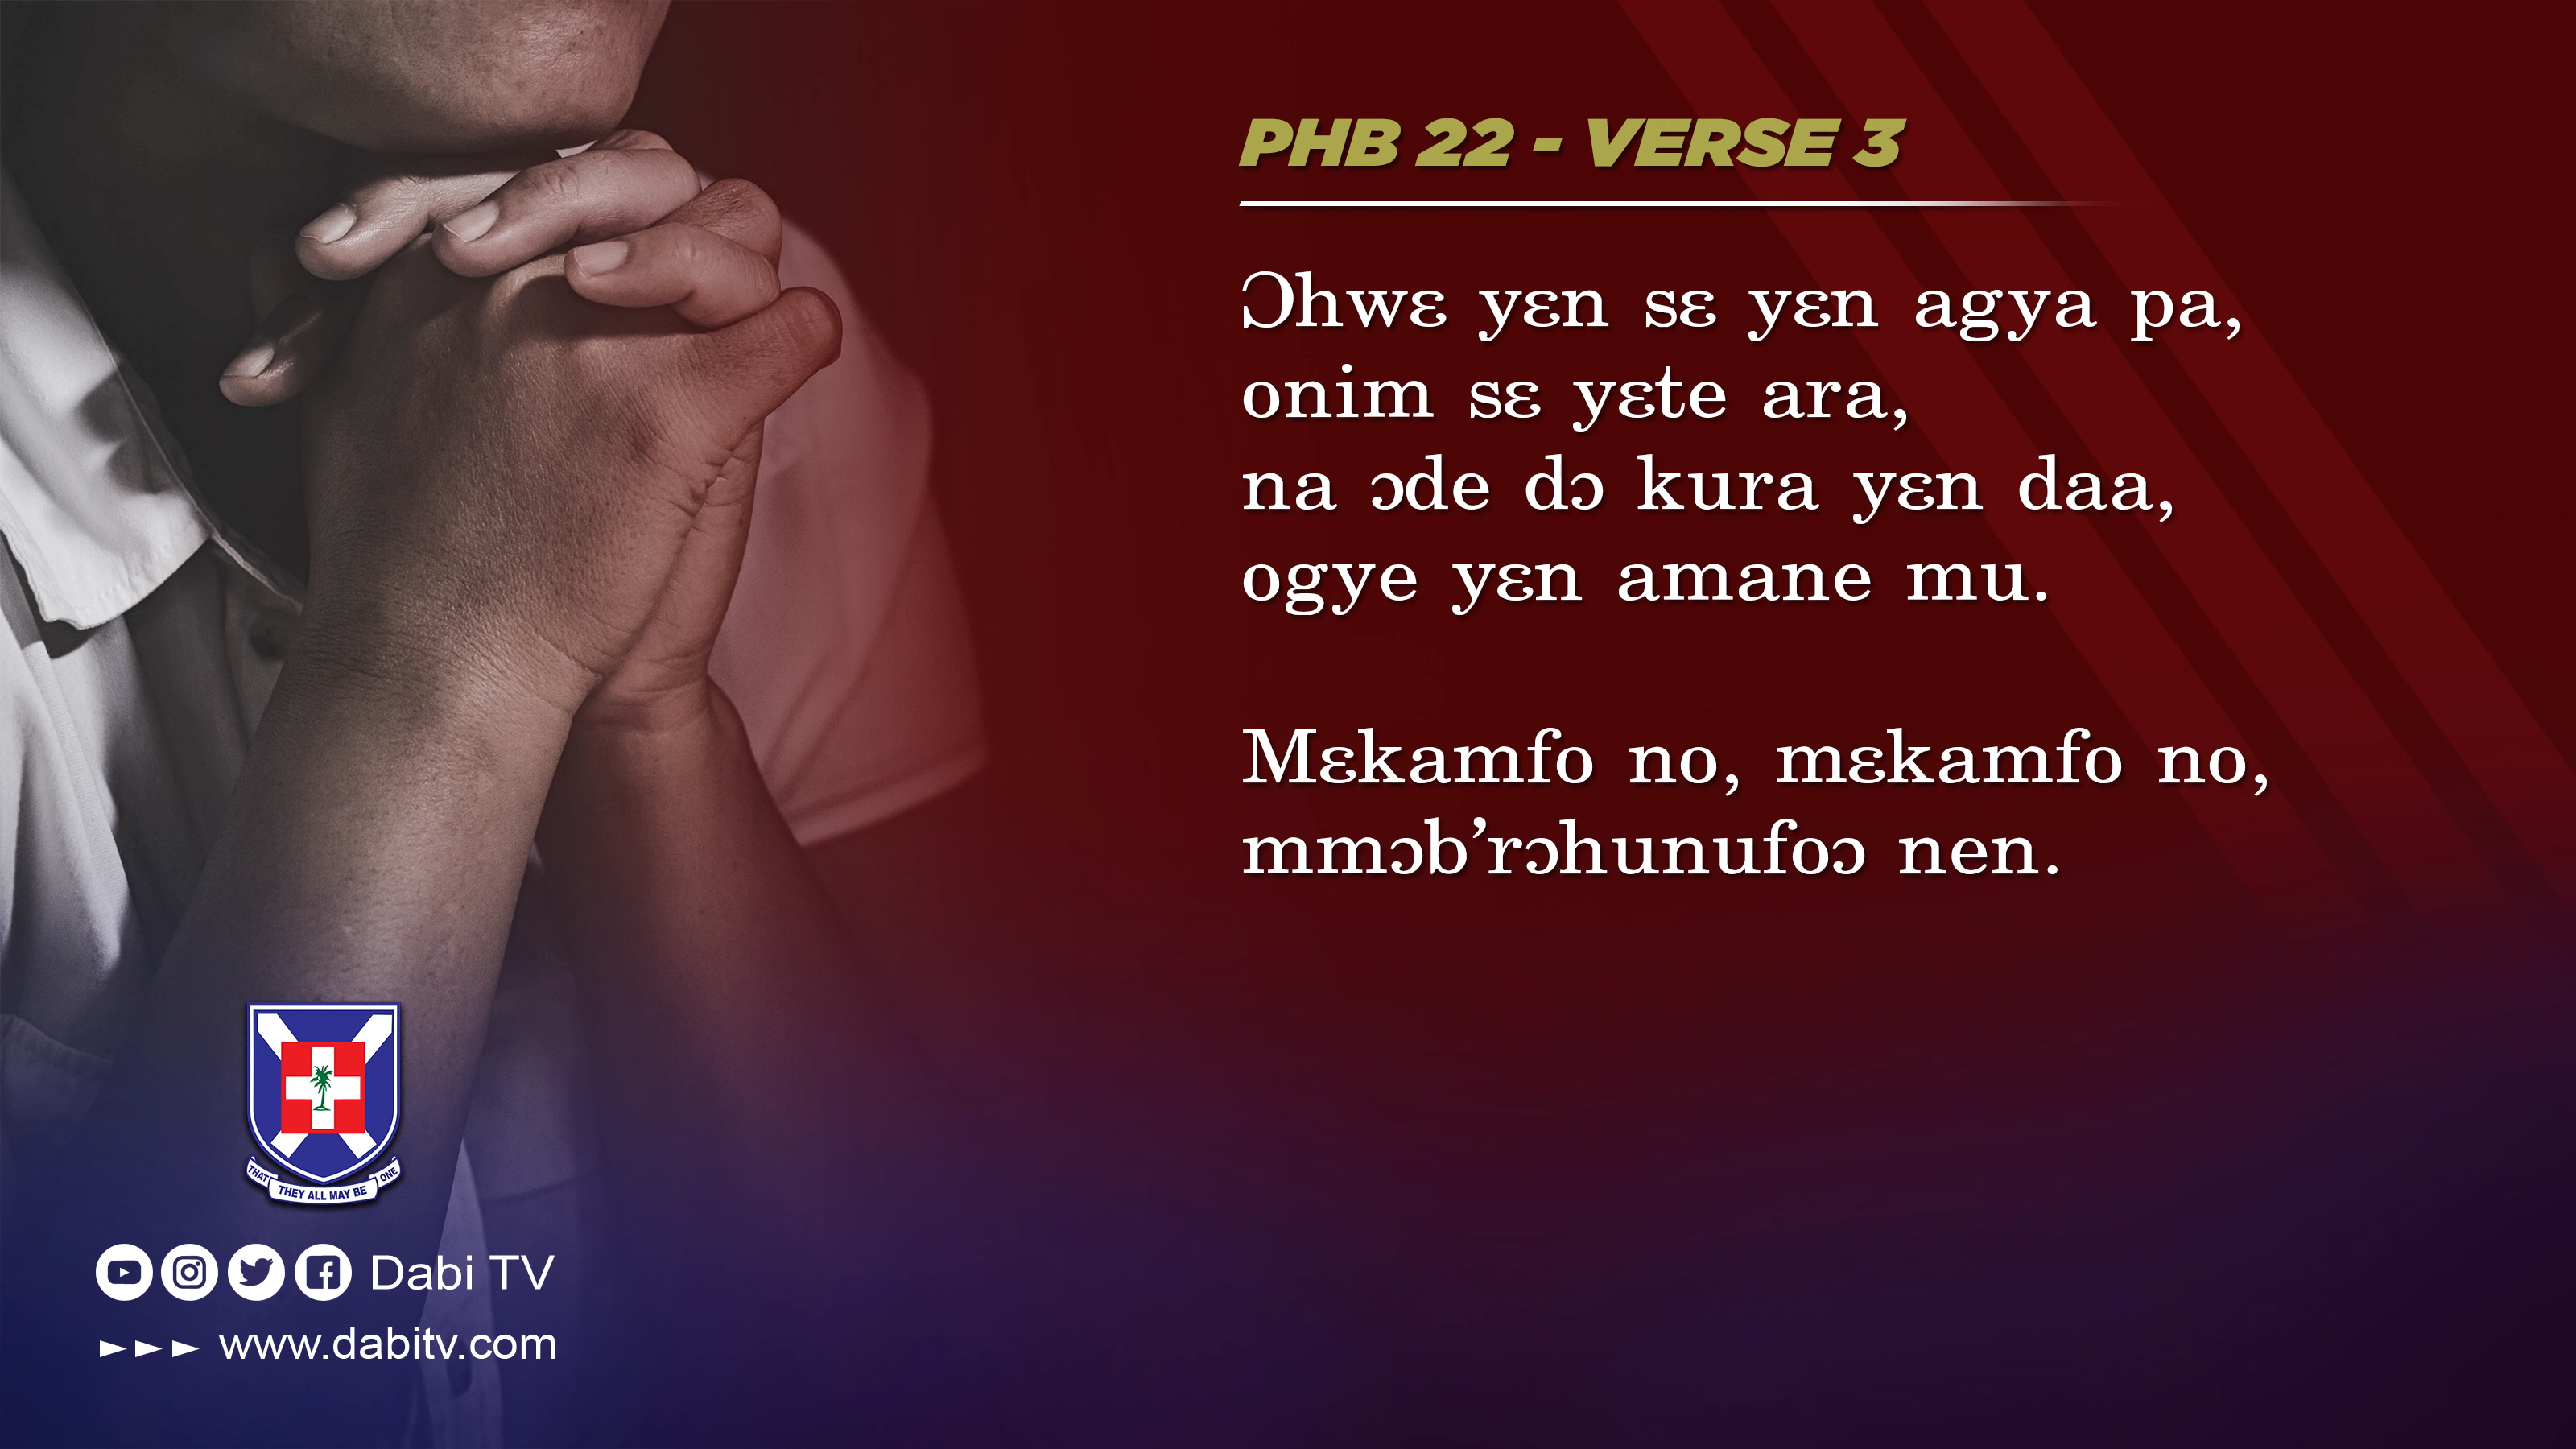 PHB 22 - VERSE 3
Ɔhwɛ yɛn sɛ yɛn agya pa,
onim sɛ yɛte ara,
na ɔde dɔ kura yɛn daa,
ogye yɛn amane mu.
Mɛkamfo no, mɛkamfo no,
mmɔb’rɔhunufoɔ nen.
THAT THEY ALL MAY BE ONE
Dabi TV
www.dabitv.com